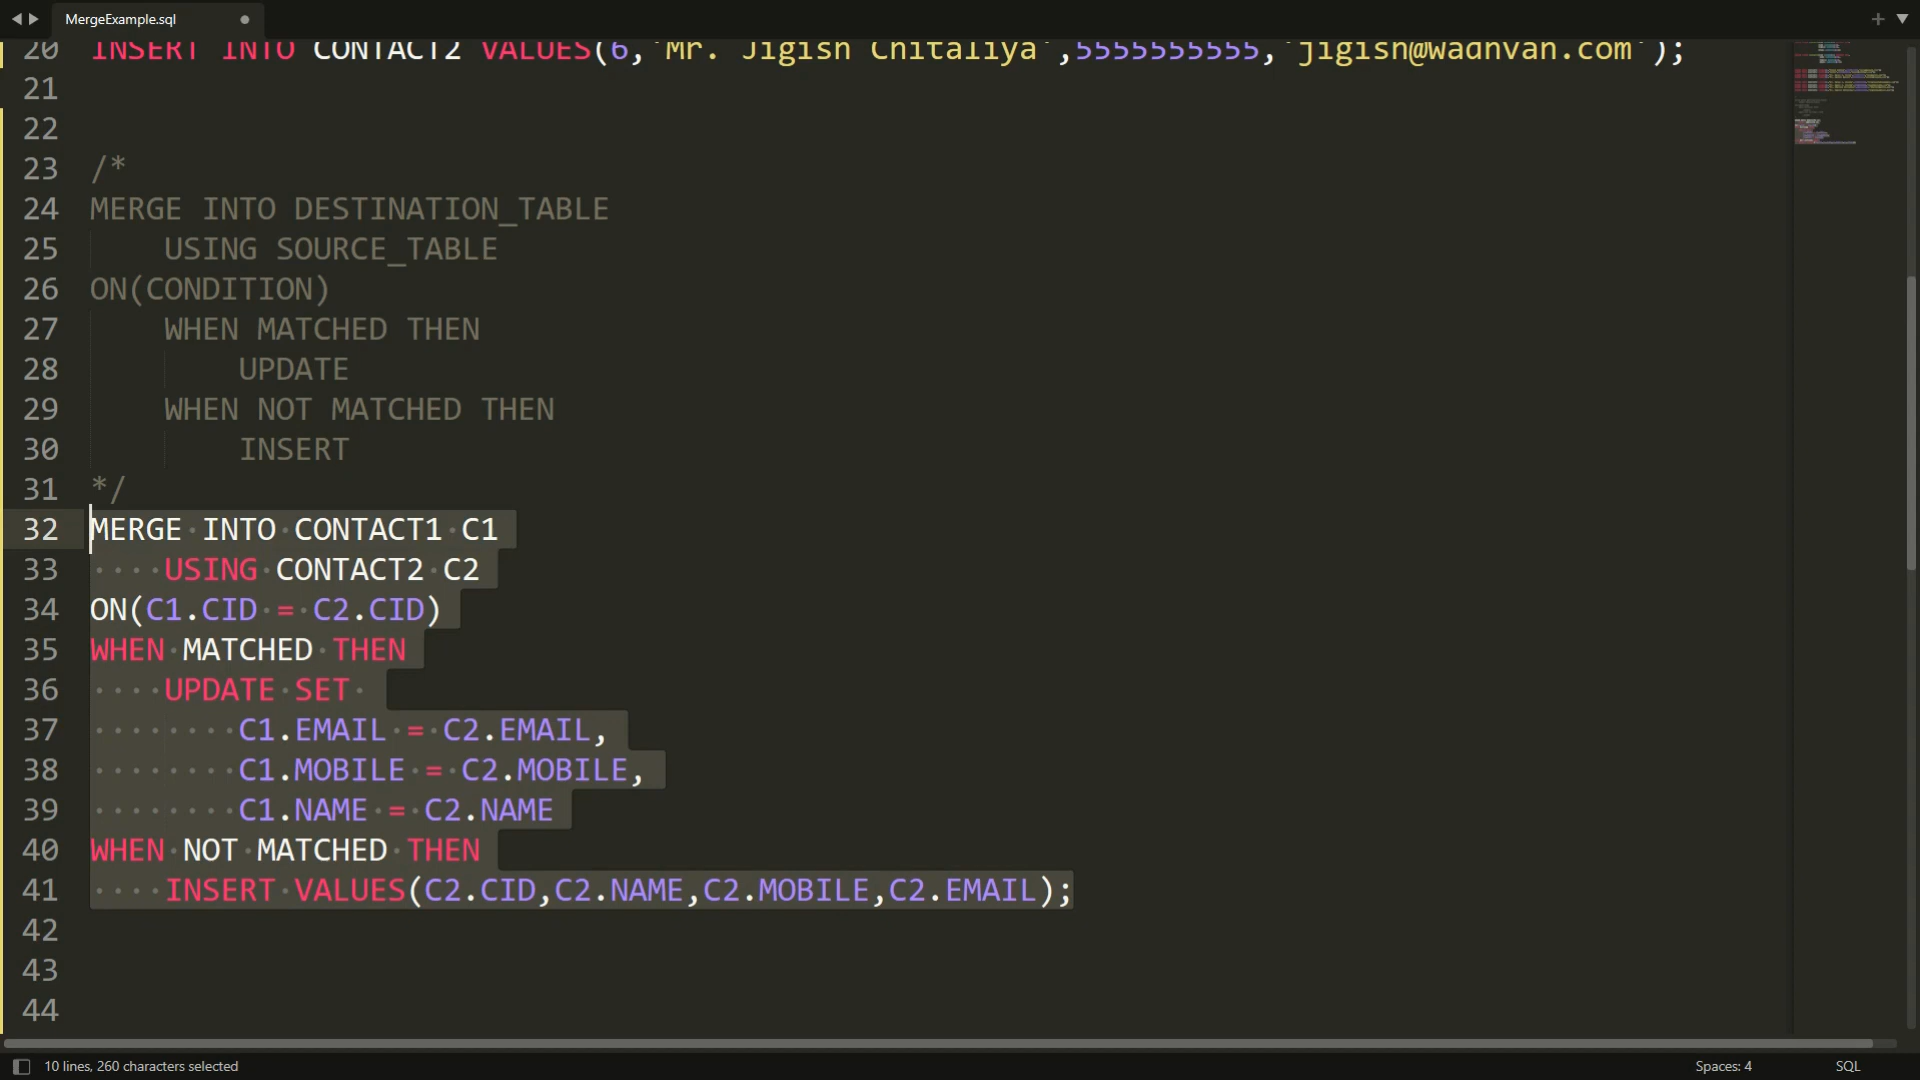 MergeExample.sql
20 INSERT INTO CONTACT2 VALUES(6,'Mr. Jigish Chitaliya',5555555555,'jigish@wadhvan.com');
21
22
23 /*
24 MERGE INTO DESTINATION_TABLE
25 USING SOURCE_TABLE
26 ON(CONDITION)
27 WHEN MATCHED THEN
28 UPDATE
29 WHEN NOT MATCHED THEN
30 INSERT
31 */
32 MERGE INTO CONTACT1 C1
33 USING CONTACT2 C2
34 ON(C1.CID = C2.CID)
35 WHEN MATCHED THEN
36 UPDATE SET
37 C1.EMAIL = C2.EMAIL,
38 C1.MOBILE = C2.MOBILE,
39 C1.NAME = C2.NAME
40 WHEN NOT MATCHED THEN
41 INSERT VALUES(C2.CID,C2.NAME,C2.MOBILE,C2.EMAIL);
42
43
44
10 lines, 260 characters selected
Spaces: 4
SQL